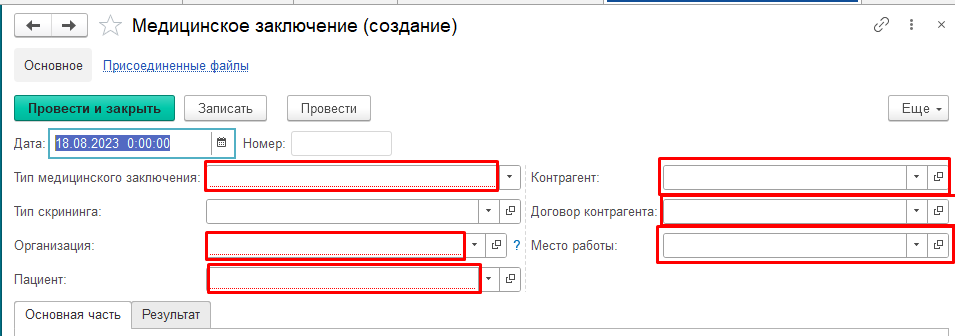 Медицинское заключение (создание)
Основное Присоединенные файлы
Провести и закрыть Записать Провести Еще
Дата: 18.08.2023 0:00:00 Номер:
Тип медицинского заключения: Контрагент:
Тип скрининга: Договор контрагента:
Организация: ? Место работы:
Пациент:
Основная часть Результат